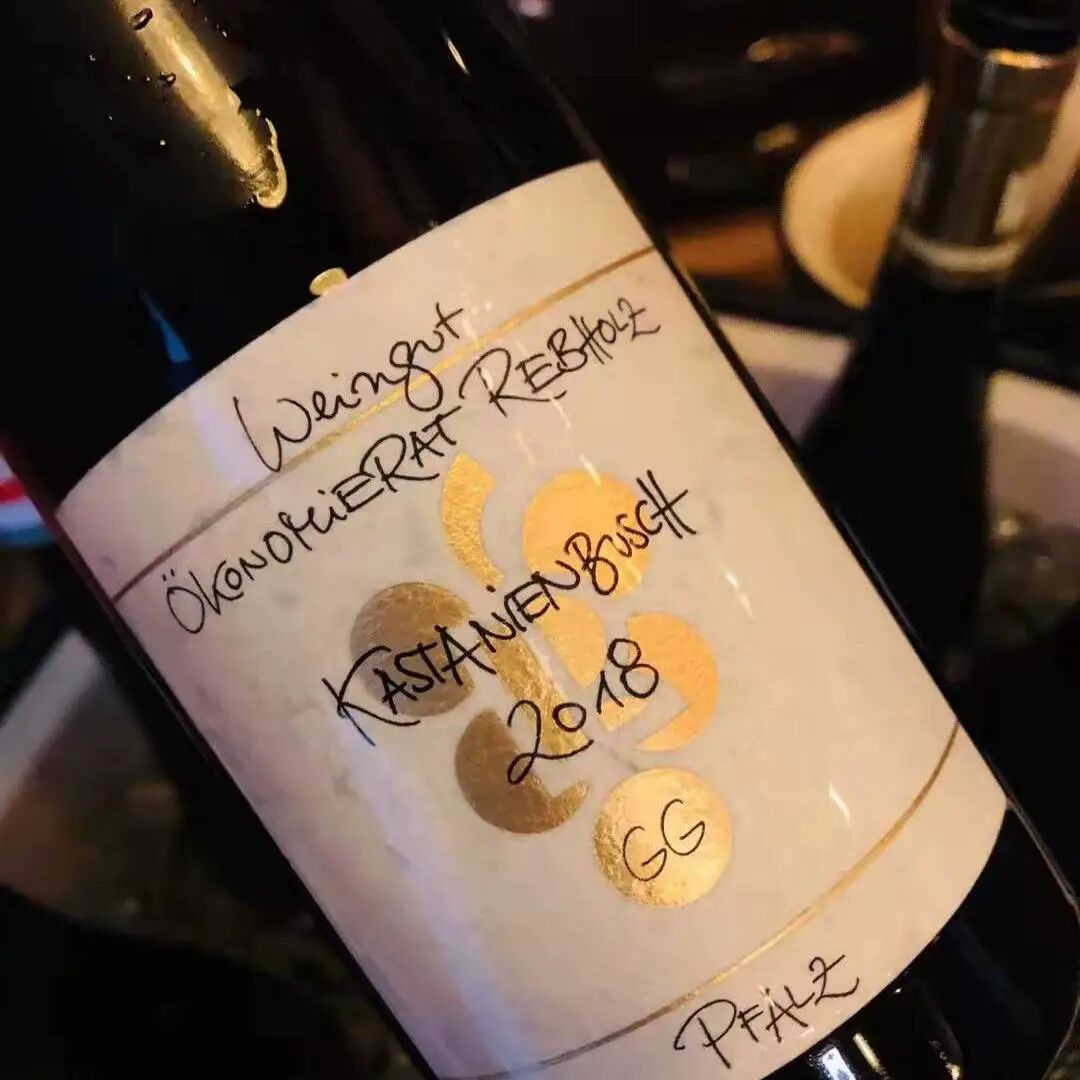 Weingut
ÖKONOMIERAT REBHOLZ
KASTANIENBUSCH
2018
GG
PFALZ